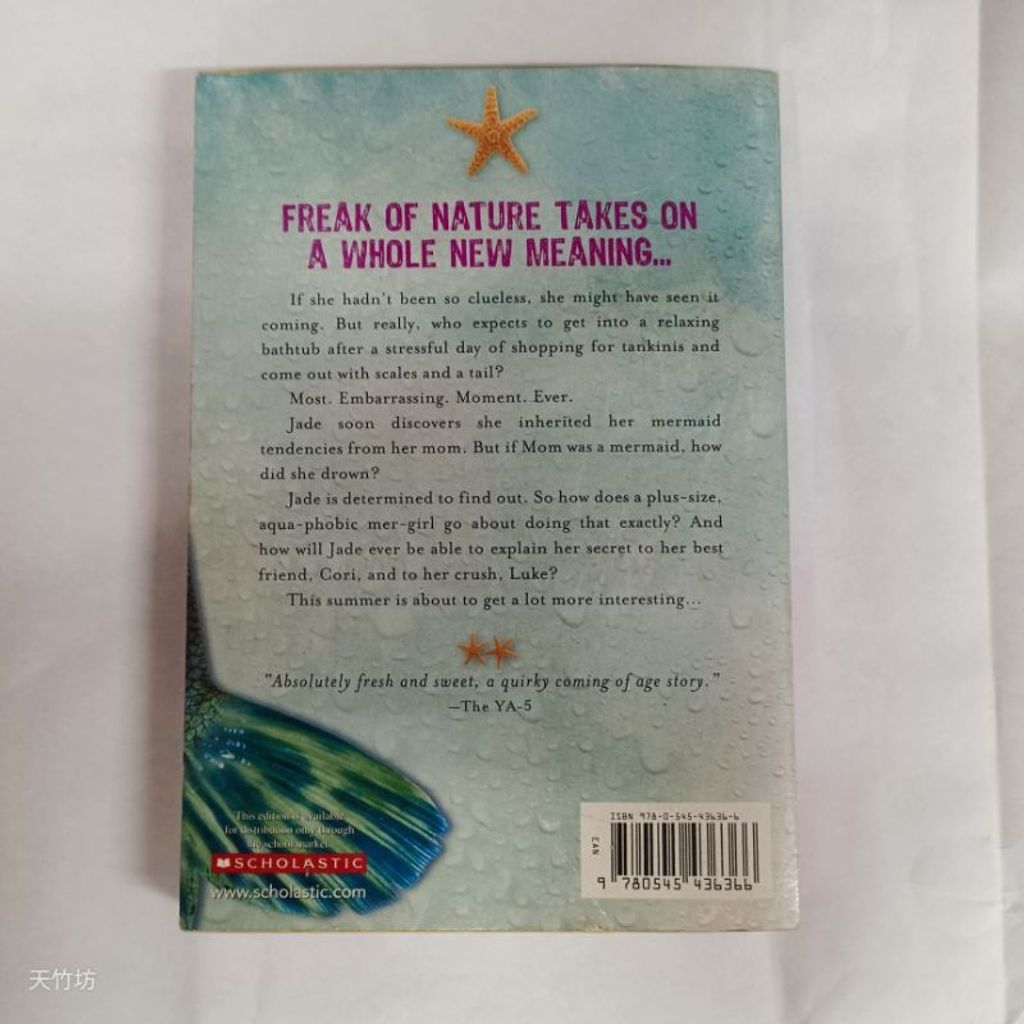 FREAK OF NATURE TAKES ON
A WHOLE NEW MEANING...
If she hadn't been so clueless, she might have seen it
coming. But really, who expects to get into a relaxing
bathtub after a stressful day of shopping for tankinis and
come out with scales and a tail?
Most. Embarrassing. Moment. Ever.
Jade soon discovers she inherited her mermaid
tendencies from her mom. But if Mom was a mermaid, how
did she drown?
Jade is determined to find out. So how does a plus-size,
aqua-phobic mer-girl go about doing that exactly? And
how will Jade ever be able to explain her secret to her best
friend, Cori, and to her crush, Luke?
This summer is about to get a lot more interesting...
"Absolutely fresh and sweet, a quirky coming of age story."
—The YA-5
This edition is available
for distribution only through
the school market.
SCHOLASTIC
www.scholastic.com
ISBN 978-0-545-43636-6
EAN
9 780545 436366
天竹坊